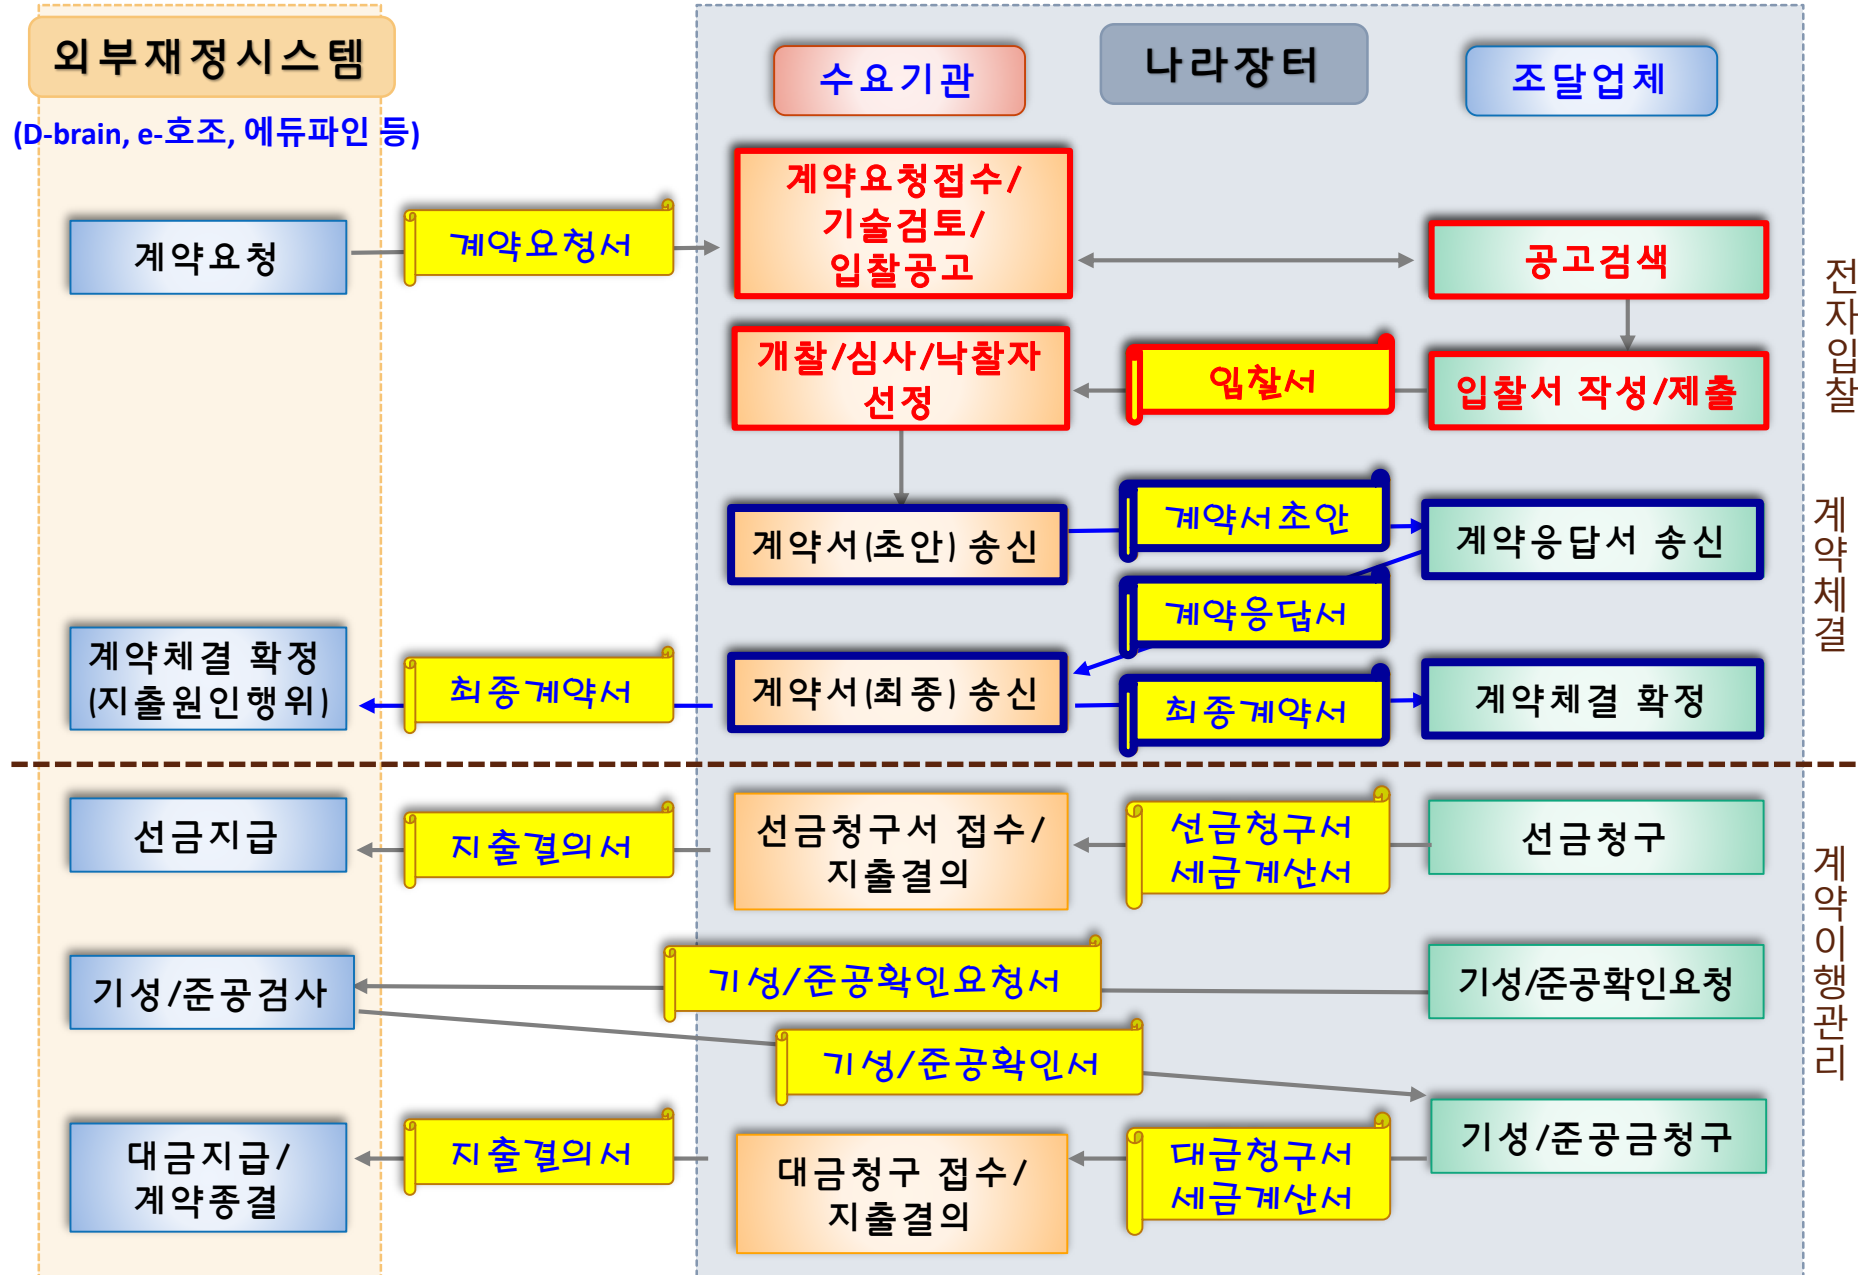 외부재정시스템
(D-brain, e-호조, 에듀파인 등)
수요기관
나라장터
조달업체
계약요청
계약요청서
계약요청접수/
기술검토/
입찰공고
공고검색
개찰/심사/낙찰자
선정
입찰서
입찰서 작성/제출
전자입찰
계약서(초안) 송신
계약서초안
계약응답서 송신
계약응답서
계약체결 확정
(지출원인행위)
최종계약서
계약서(최종) 송신
최종계약서
계약체결 확정
계약체결
선금지급
지출결의서
선금청구서 접수/
지출결의
선금청구서
세금계산서
선금청구
기성/준공검사
기성/준공확인요청서
기성/준공확인요청
기성/준공확인서
기성/준공금청구
대금지급/
계약종결
지출결의서
대금청구 접수/
지출결의
대금청구서
세금계산서
계약이행관리